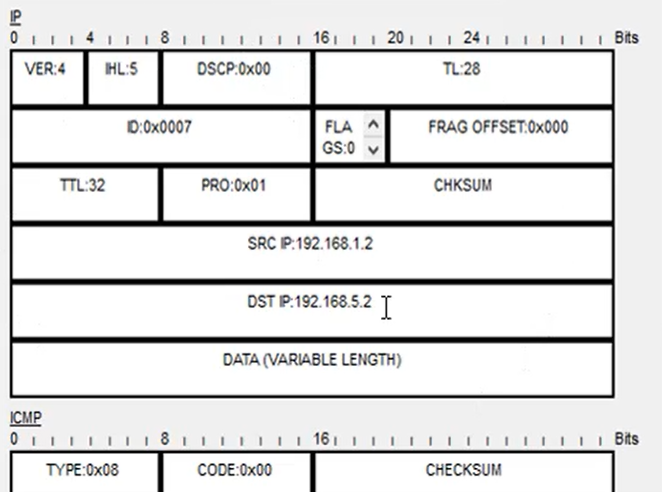 IP
0 4 8 16 20 24 Bits
VER:4 IHL:5 DSCP:0x00 TL:28
ID:0x0007 FLA GS:0 FRAG OFFSET:0x000
TTL:32 PRO:0x01 CHKSUM
SRC IP:192.168.1.2
DST IP:192.168.5.2
DATA (VARIABLE LENGTH)
ICMP
0 8 16 Bits
TYPE:0x08 CODE:0x00 CHECKSUM